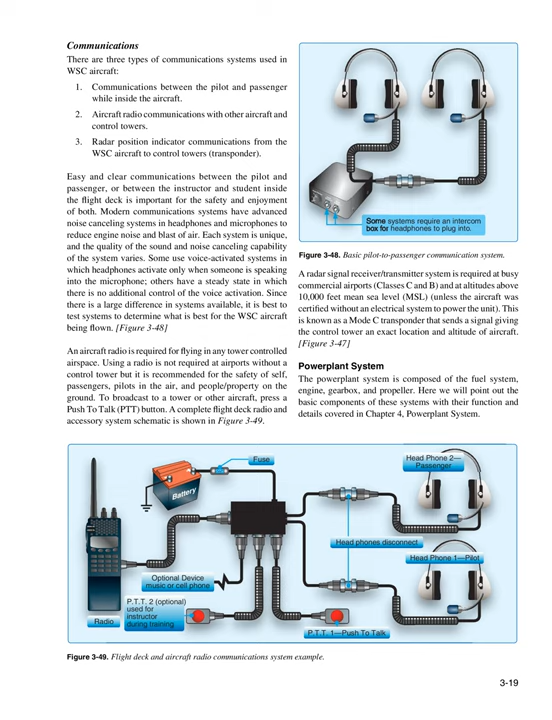 Communications
There are three types of communications systems used in
WSC aircraft:
1. Communications between the pilot and passenger
while inside the aircraft.
2. Aircraft radio communications with other aircraft and
control towers.
3. Radar position indicator communications from the
WSC aircraft to control towers (transponder).
Easy and clear communications between the pilot and
passenger, or between the instructor and student inside
the flight deck is important for the safety and enjoyment
of both. Modern communications systems have advanced
noise canceling systems in headphones and microphones to
reduce engine noise and blast of air. Each system is unique,
and the quality of the sound and noise canceling capability
of the system varies. Some use voice-activated systems in
which headphones activate only when someone is speaking
into the microphone; others have a steady state in which
there is no additional control of the voice activation. Since
there is a large difference in systems available, it is best to
test systems to determine what is best for the WSC aircraft
being flown. [Figure 3-48]
An aircraft radio is required for flying in any tower controlled
airspace. Using a radio is not required at airports without a
control tower but it is recommended for the safety of self,
passengers, pilots in the air, and people/property on the
ground. To broadcast to a tower or other aircraft, press a
Push To Talk (PTT) button. A complete flight deck radio and
accessory system schematic is shown in Figure 3-49.
Some systems require an intercom
box for headphones to plug into.
Figure 3-48. Basic pilot-to-passenger communication system.
A radar signal receiver/transmitter system is required at busy
commercial airports (Classes C and B) and at altitudes above
10,000 feet mean sea level (MSL) (unless the aircraft was
certified without an electrical system to power the unit). This
is known as a Mode C transponder that sends a signal giving
the control tower an exact location and altitude of aircraft.
[Figure 3-47]
Powerplant System
The powerplant system is composed of the fuel system,
engine, gearbox, and propeller. Here we will point out the
basic components of these systems with their function and
details covered in Chapter 4, Powerplant System.
Fuse
Head Phone 2—
Passenger
Battery
Head phones disconnect
Head Phone 1—Pilot
Optional Device
music or cell phone
P.T.T. 2 (optional)
used for
instructor
during training
Radio
P.T.T. 1—Push To Talk
Figure 3-49. Flight deck and aircraft radio communications system example.
3-19